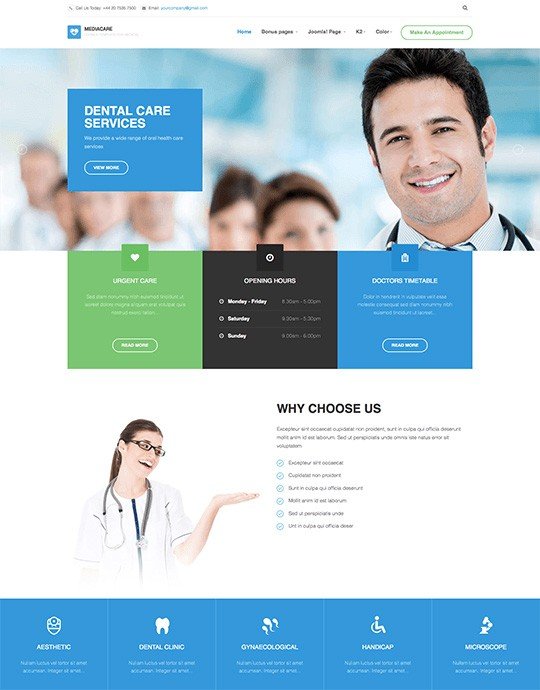 Call Us Today: +44 20 7536 7500 Email: yourcompany@gmail.com
MEDIACARE
Home Bonus pages Joomla! Page K2 Color Make An Appointment
DENTAL CARE
SERVICES
We provide a wide range of oral health care
services
VIEW MORE
URGENT CARE
Sed diam nonummy nibh euismod tincidunt ut
laoreet dolore magna aliquam erat volutpat quis
nostrud exerci tation...
READ MORE
OPENING HOURS
Monday - Friday 8.30am - 5:00pm
Saturday 9.30am - 5:30pm
Sunday 9.30am - 6:00pm
DOCTORS TIMETABLE
Dolor in hendrerit in vulputate velit esse
molestie consequat sed diam nonummy nibh
euismod tincidunt ut laoreet...
READ MORE
WHY CHOOSE US
Excepteur sint occaecat cupidatat non proident, sunt in culpa qui officia deserunt
mollit anim id est laborum. Sed ut perspiciatis unde omnis iste natus error sit
voluptatem.
Excepteur sint occaecat
Cupidatat non proident
Sunt in culpa qui officia deserunt
Mollit anim id est laborum
Sed ut perspiciatis unde
Unt in culpa qui officia deser
AESTHETIC
Nullam vel tortor sit amet
accumsan. Integer sit amet...
DENTAL CLINIC
Nullam vel tortor sit amet
accumsan. Integer sit amet...
GYNAECOLOGICAL
Nullam vel tortor sit amet
accumsan. Integer sit amet...
HANDICAP
Nullam vel tortor sit amet
accumsan. Integer sit amet...
MICROSCOPE
Nullam vel tortor sit amet
accumsan. Integer sit amet...